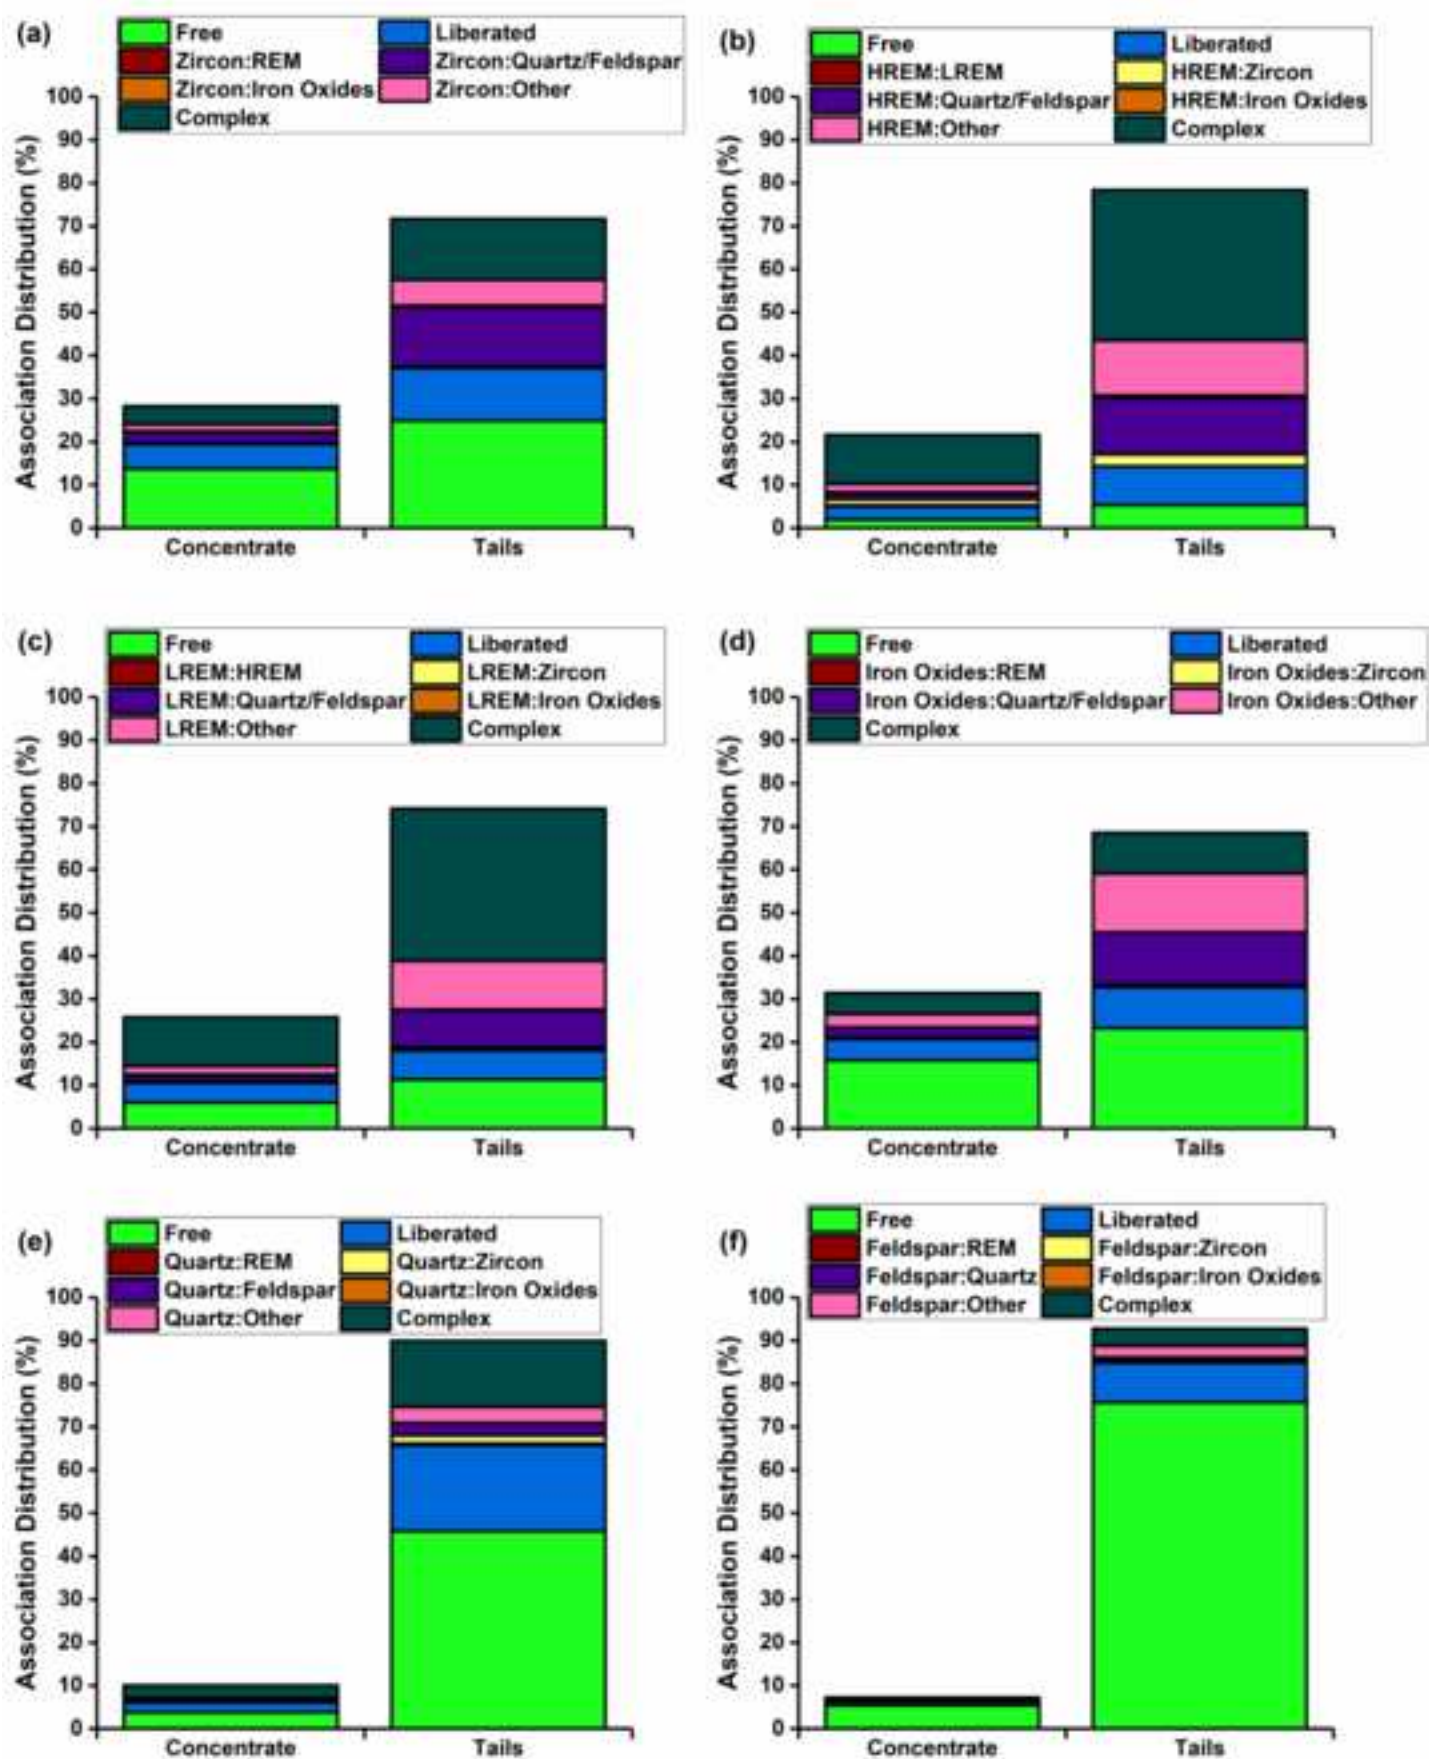 (a)
Free Liberated
Zircon:REM Zircon:Quartz/Feldspar
Zircon:Iron Oxides Zircon:Other
Complex
Association Distribution (%)
100
90
80
70
60
50
40
30
20
10
0
Concentrate Tails
(b)
Free Liberated
HREM:LREM HREM:Zircon
HREM:Quartz/Feldspar HREM:Iron Oxides
HREM:Other Complex
Association Distribution (%)
100
90
80
70
60
50
40
30
20
10
0
Concentrate Tails
(c)
Free Liberated
LREM:HREM LREM:Zircon
LREM:Quartz/Feldspar LREM:Iron Oxides
LREM:Other Complex
Association Distribution (%)
100
90
80
70
60
50
40
30
20
10
0
Concentrate Tails
(d)
Free Liberated
Iron Oxides:REM Iron Oxides:Zircon
Iron Oxides:Quartz/Feldspar Iron Oxides:Other
Complex
Association Distribution (%)
100
90
80
70
60
50
40
30
20
10
0
Concentrate Tails
(e)
Free Liberated
Quartz:REM Quartz:Zircon
Quartz:Feldspar Quartz:Iron Oxides
Quartz:Other Complex
Association Distribution (%)
100
90
80
70
60
50
40
30
20
10
0
Concentrate Tails
(f)
Free Liberated
Feldspar:REM Feldspar:Zircon
Feldspar:Quartz Feldspar:Iron Oxides
Feldspar:Other Complex
Association Distribution (%)
100
90
80
70
60
50
40
30
20
10
0
Concentrate Tails